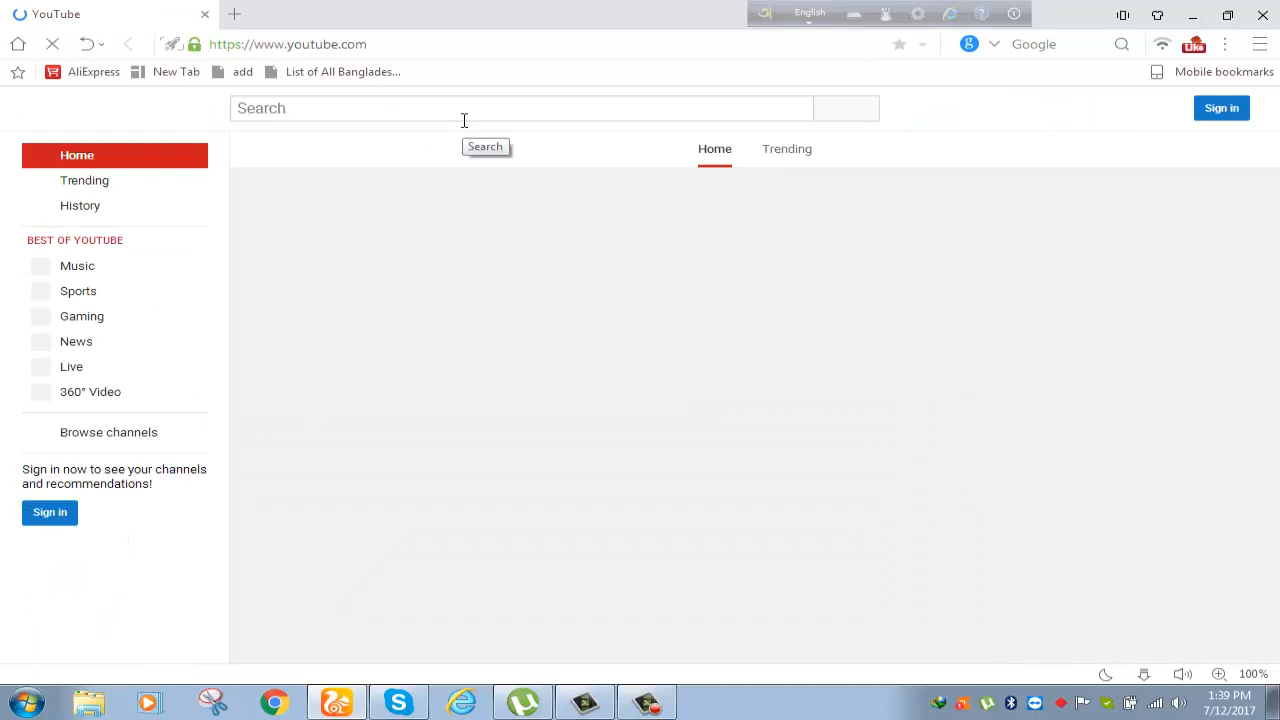 YouTube
English
https://www.youtube.com
g
Google
Like
AliExpress
New Tab
add
List of All Banglades...
Mobile bookmarks
Search
Sign in
Search
Home
Trending
Home
Trending
History
BEST OF YOUTUBE
Music
Sports
Gaming
News
Live
360° Video
Browse channels
Sign in now to see your channels
and recommendations!
Sign in
100%
1:39 PM
7/12/2017